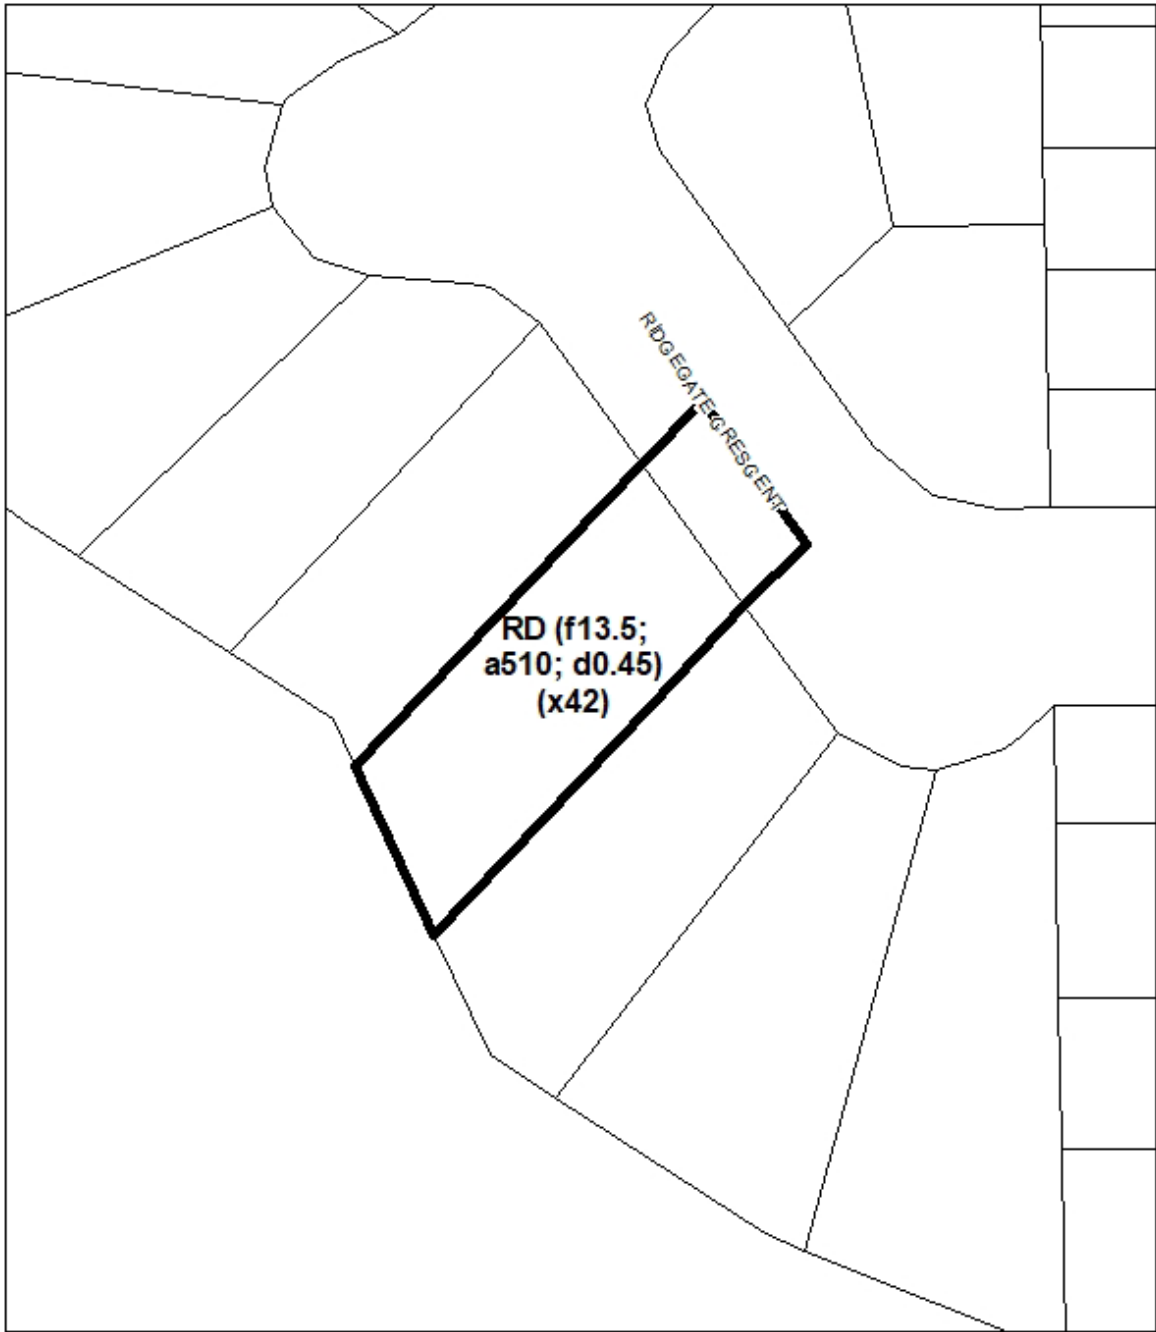 RIDGEGATE CRESCENT
RD (f13.5;
a510; d0.45)
(x42)